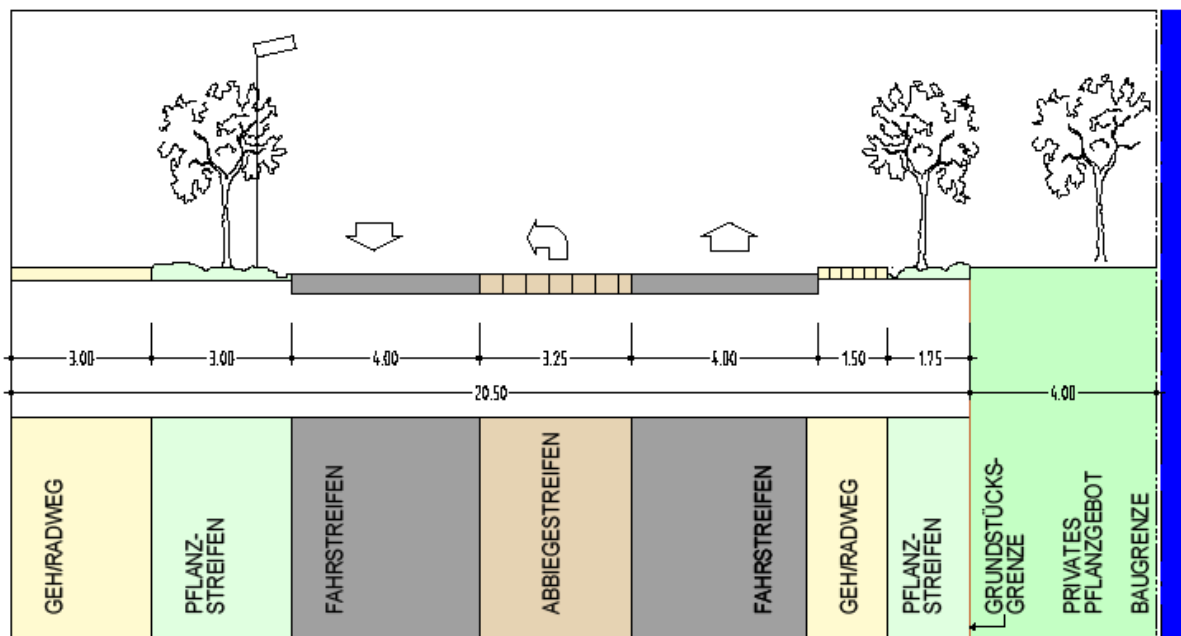 3.00
3.00
4.00
3.25
4.00
1.50
1.75
20.50
4.00
GEH/RADWEG
PFLANZ-
STREIFEN
FAHRSTREIFEN
ABBIEGESTREIFEN
FAHRSTREIFEN
GEH/RADWEG
PFLANZ-
STREIFEN
GRUNDSTÜCKS-
GRENZE
PRIVATES
PFLANZGEBOT
BAUGRENZE